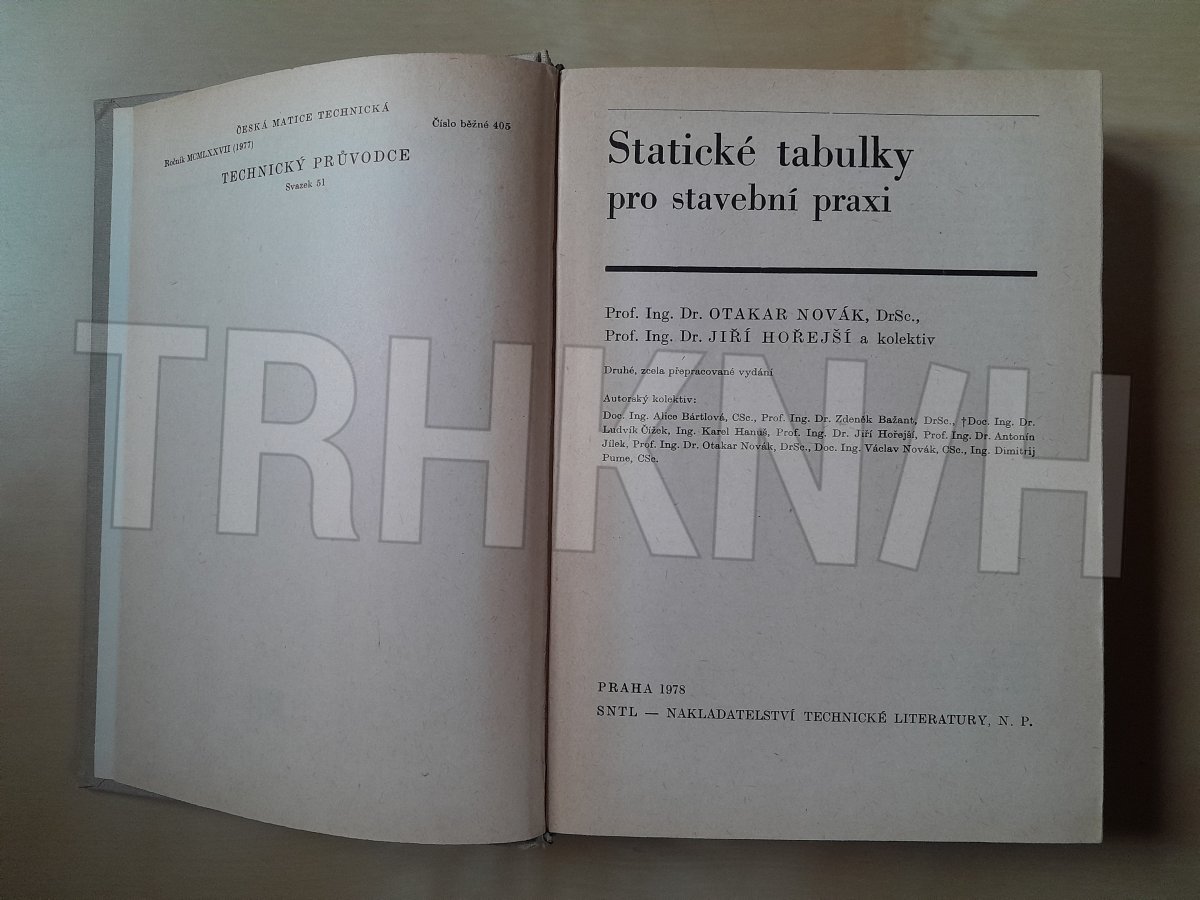 ČESKÁ MATICE TECHNICKÁ
Ročník MCMLXXVII (1977)
Číslo běžné 405
TECHNICKÝ PRŮVODCE
Svazek 51
Statické tabulky
pro stavební praxi
Prof. Ing. Dr. OTAKAR NOVÁK, DrSc.,
Prof. Ing. Dr. JIŘÍ HOŘEJŠÍ a kolektiv
Druhé, zcela přepracované vydání
Autorský kolektiv:
Doc. Ing. Alice Bártlová, CSc., Prof. Ing. Dr. Zdeněk Bažant, DrSc., †Doc. Ing. Dr.
Ludvík Čížek, Ing. Karel Hanuš, Prof. Ing. Dr. Jiří Hořejší, Prof. Ing. Dr. Antonín
Jílek, Prof. Ing. Dr. Otakar Novák, DrSc., Doc. Ing. Václav Novák, CSc., Ing. Dimitrij
Pume, CSc.
TRHKN/H
PRAHA 1978
SNTL — NAKLADATELSTVÍ TECHNICKÉ LITERATURY, N. P.